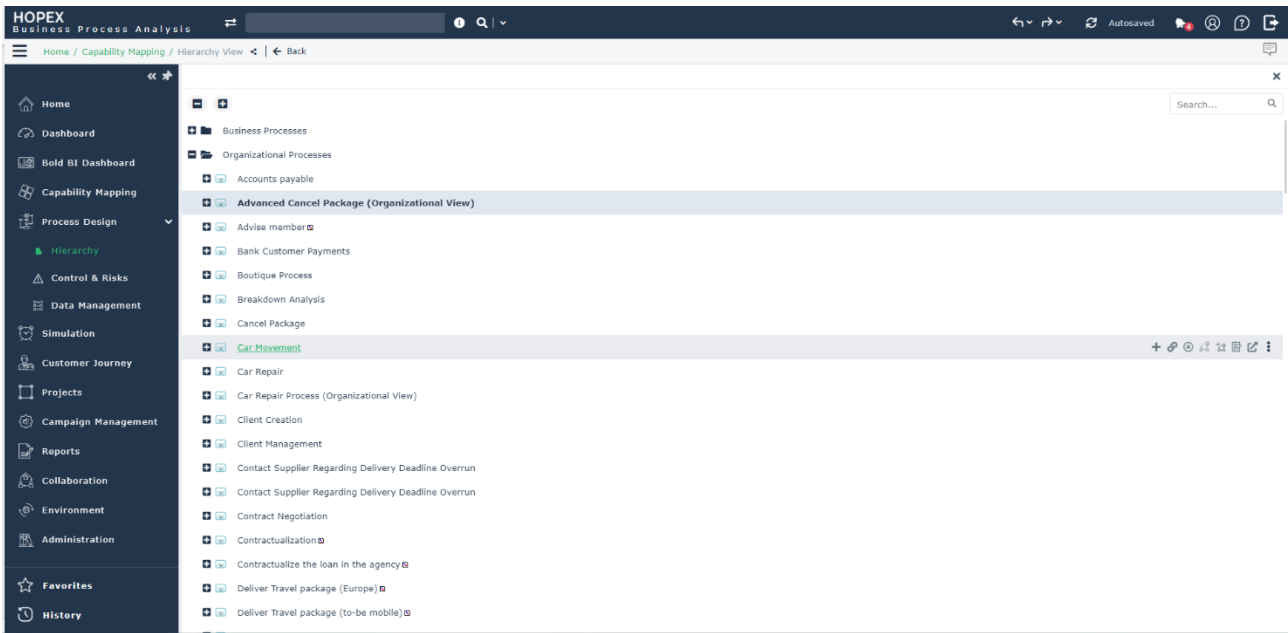 HOPEX
Business Process Analysis
Autosaved
4
Home / Capability Mapping / Hierarchy View
Back
Home
Dashboard
Bold BI Dashboard
Capability Mapping
Process Design
Hierarchy
Control & Risks
Data Management
Simulation
Customer Journey
Projects
Campaign Management
Reports
Collaboration
Environment
Administration
Favorites
History
Search...
Business Processes
Organizational Processes
Accounts payable
Advanced Cancel Package (Organizational View)
Advise member
Bank Customer Payments
Boutique Process
Breakdown Analysis
Cancel Package
Car Movement
Car Repair
Car Repair Process (Organizational View)
Client Creation
Client Management
Contact Supplier Regarding Delivery Deadline Overrun
Contact Supplier Regarding Delivery Deadline Overrun
Contract Negotiation
Contractualization
Contractualize the loan in the agency
Deliver Travel package (Europe)
Deliver Travel package (to-be mobile)